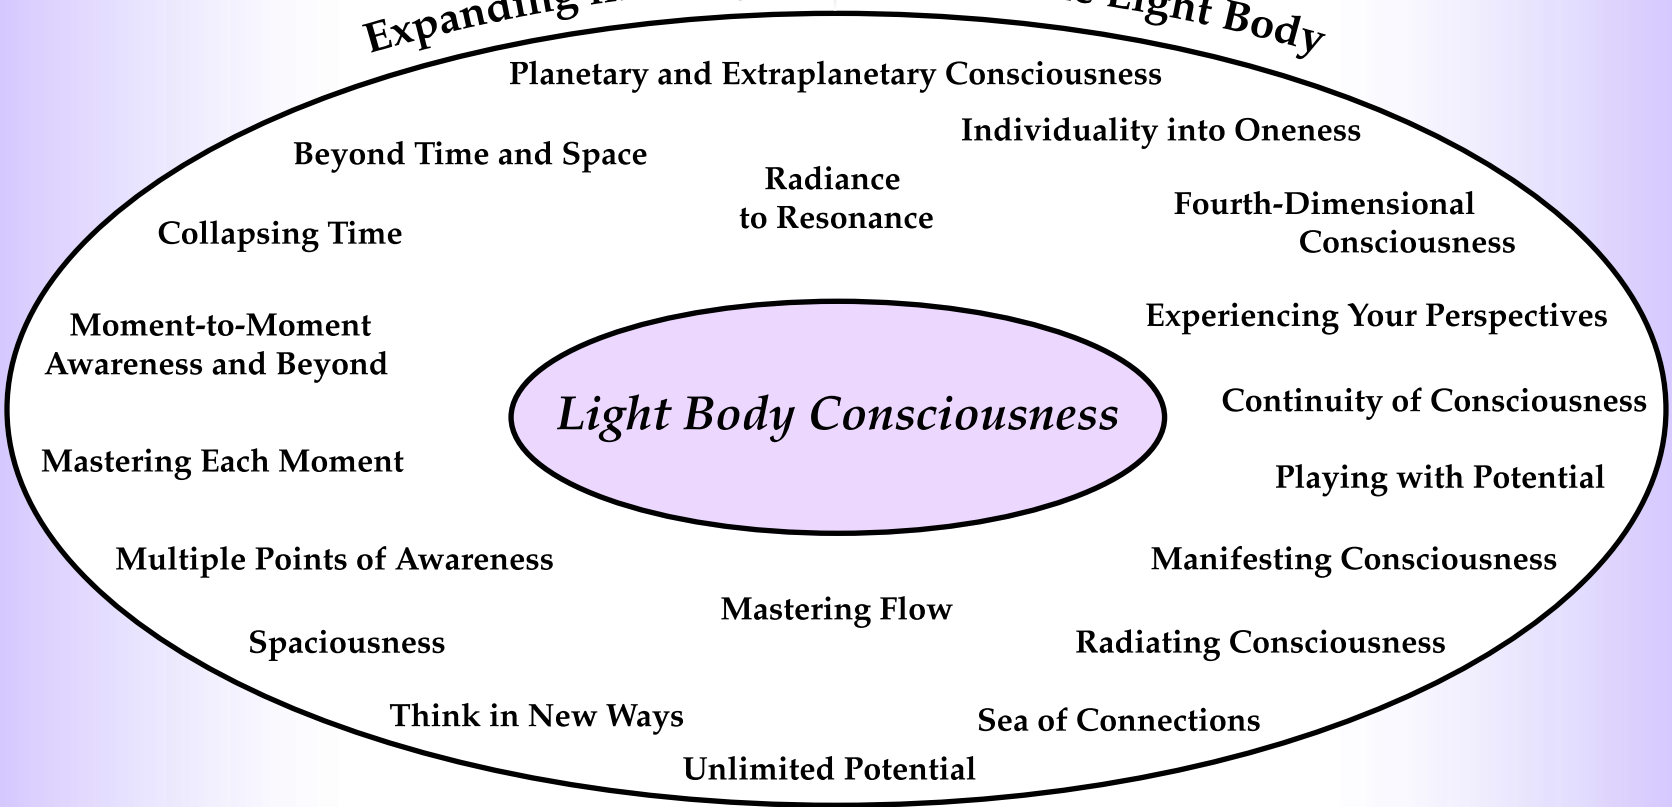 Expanding
Light Body
Planetary and Extraplanetary Consciousness
Individuality into Oneness
Beyond Time and Space
Radiance
to Resonance
Fourth-Dimensional
Consciousness
Collapsing Time
Experiencing Your Perspectives
Moment-to-Moment
Awareness and Beyond
Light Body Consciousness
Continuity of Consciousness
Mastering Each Moment
Playing with Potential
Multiple Points of Awareness
Manifesting Consciousness
Mastering Flow
Spaciousness
Radiating Consciousness
Think in New Ways
Sea of Connections
Unlimited Potential